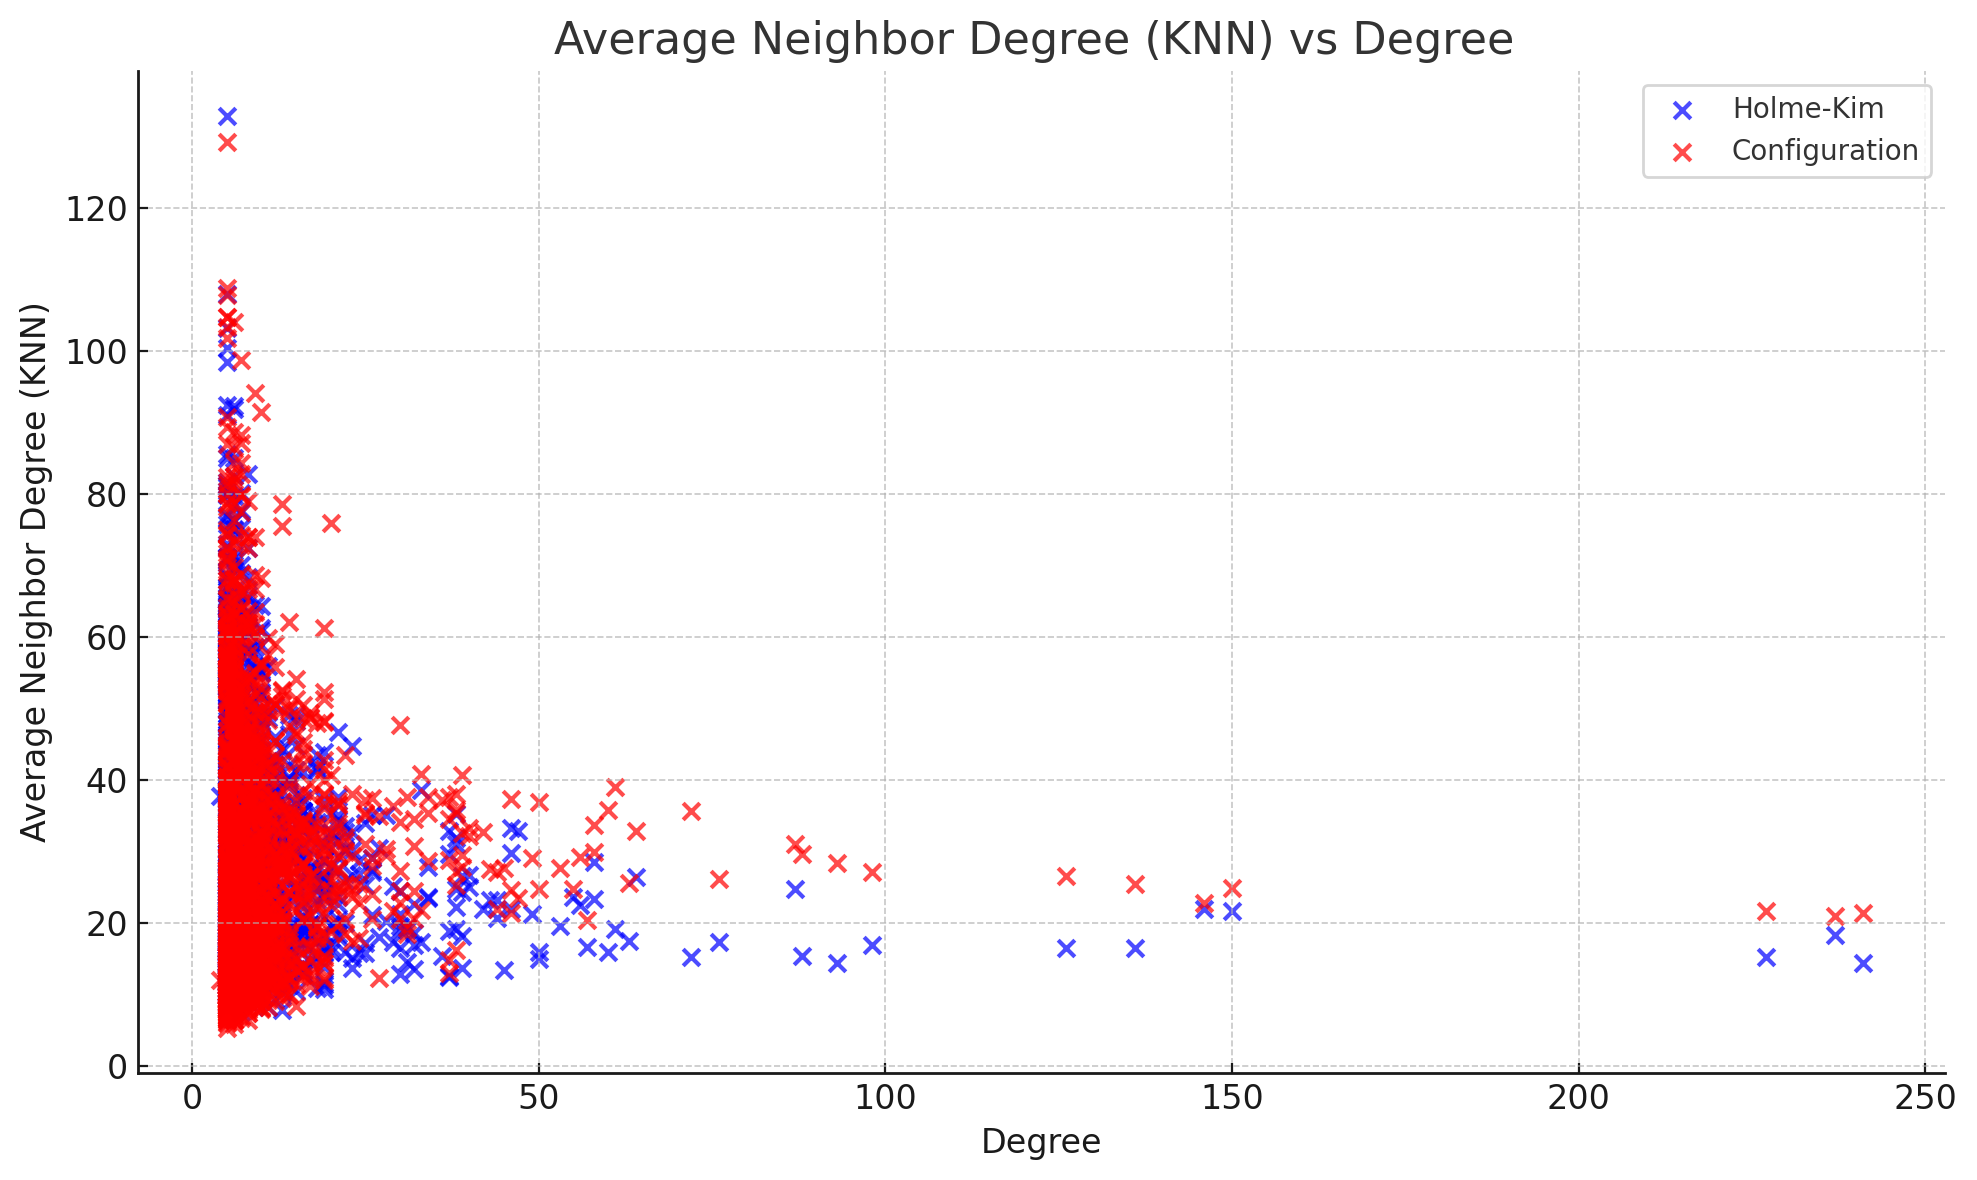 Average Neighbor Degree (KNN) vs Degree
Holme-Kim
Configuration
Average Neighbor Degree (KNN)
120
100
80
60
40
20
0
0 50 100 150 200 250
Degree